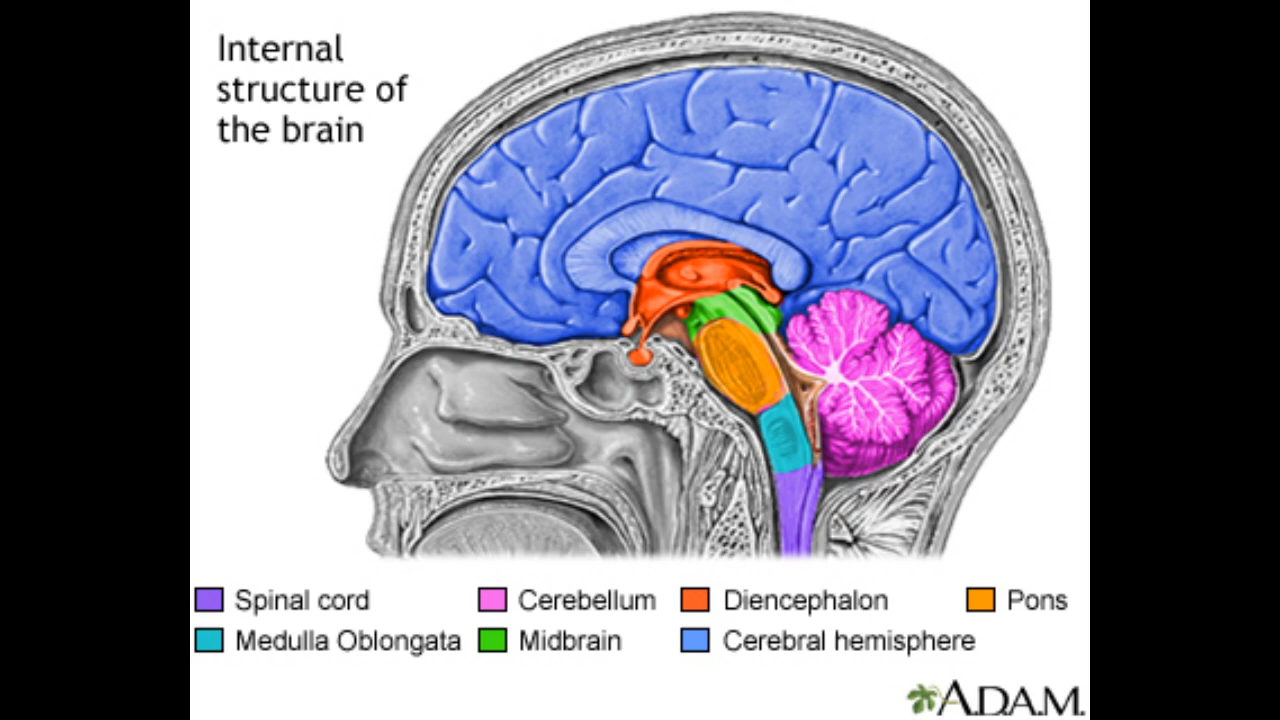 Internal
structure of
the brain
Spinal cord
Cerebellum
Diencephalon
Pons
Medulla Oblongata
Midbrain
Cerebral hemisphere
A.D.A.M.